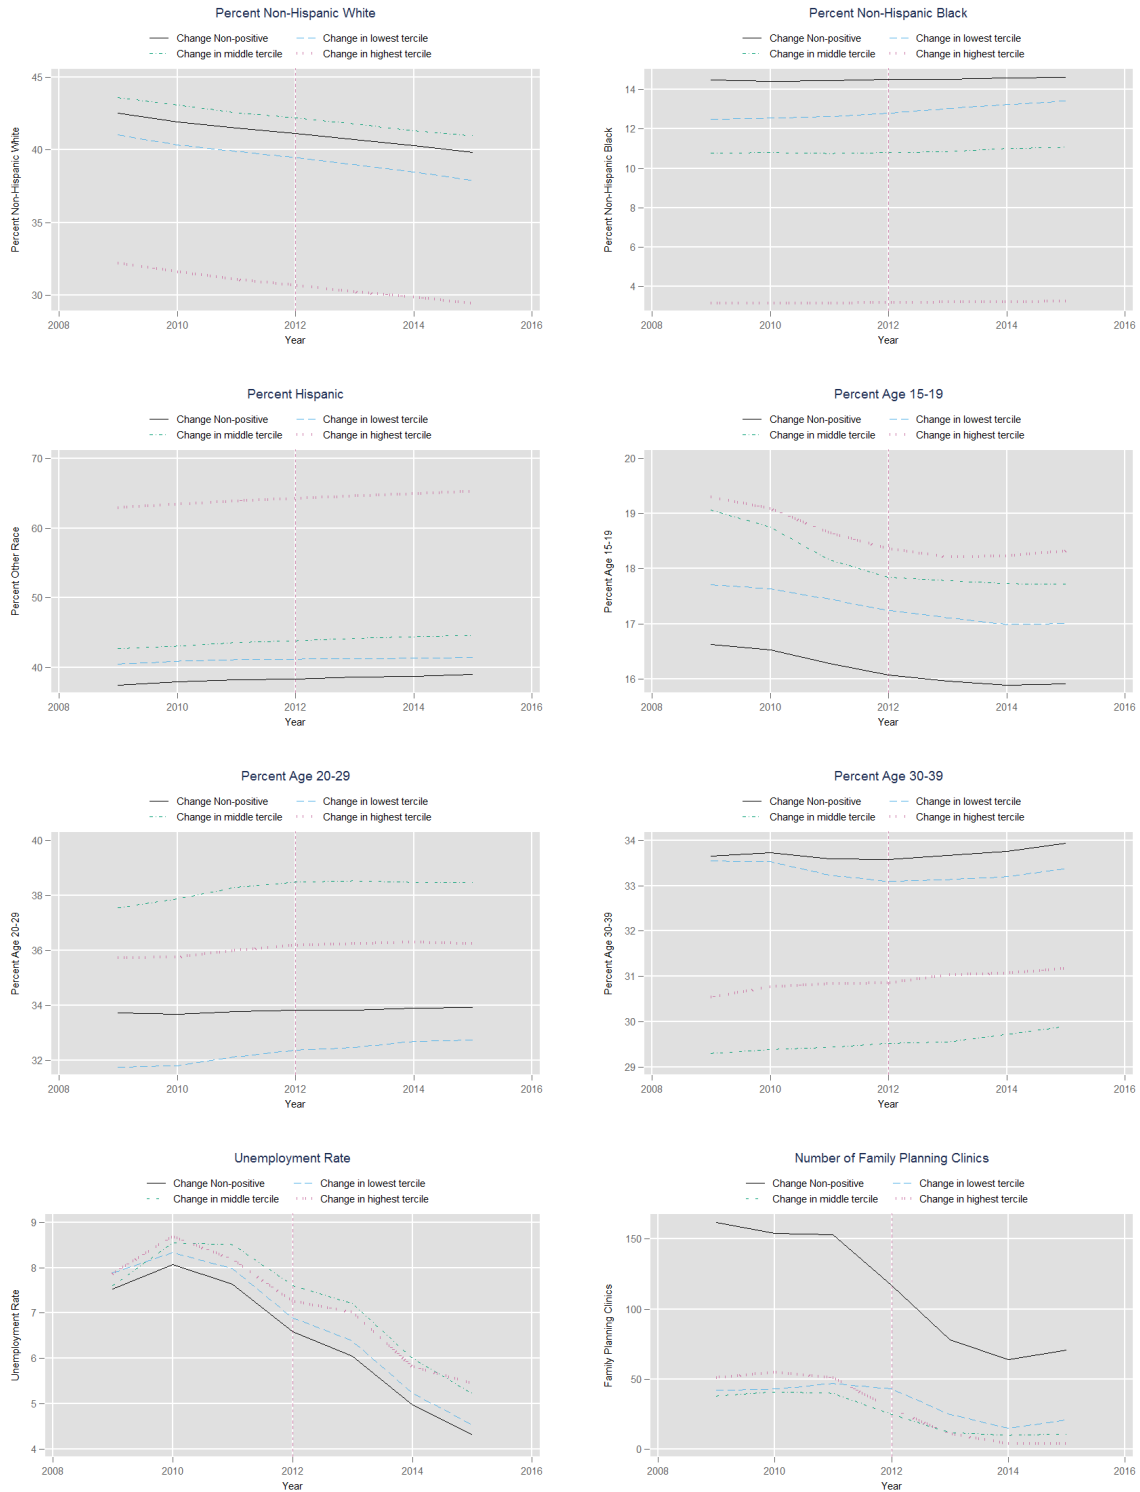 Percent Non-Hispanic White
Change Non-positive Change in lowest tercile
Change in middle tercile Change in highest tercile
Percent Non-Hispanic White
45
40
35
30
2008 2010 2012 2014 2016
Year
Percent Non-Hispanic Black
Change Non-positive Change in lowest tercile
Change in middle tercile Change in highest tercile
Percent Non-Hispanic Black
14
12
10
8
6
4
2008 2010 2012 2014 2016
Year
Percent Hispanic
Change Non-positive Change in lowest tercile
Change in middle tercile Change in highest tercile
Percent Other Race
70
60
50
40
2008 2010 2012 2014 2016
Year
Percent Age 15-19
Change Non-positive Change in lowest tercile
Change in middle tercile Change in highest tercile
Percent Age 15-19
20
19
18
17
16
2008 2010 2012 2014 2016
Year
Percent Age 20-29
Change Non-positive Change in lowest tercile
Change in middle tercile Change in highest tercile
Percent Age 20-29
40
38
36
34
32
2008 2010 2012 2014 2016
Year
Percent Age 30-39
Change Non-positive Change in lowest tercile
Change in middle tercile Change in highest tercile
Percent Age 30-39
34
33
32
31
30
29
2008 2010 2012 2014 2016
Year
Unemployment Rate
Change Non-positive Change in lowest tercile
Change in middle tercile Change in highest tercile
Unemployment Rate
9
8
7
6
5
4
2008 2010 2012 2014 2016
Year
Number of Family Planning Clinics
Change Non-positive Change in lowest tercile
Change in middle tercile Change in highest tercile
Family Planning Clinics
150
100
50
0
2008 2010 2012 2014 2016
Year